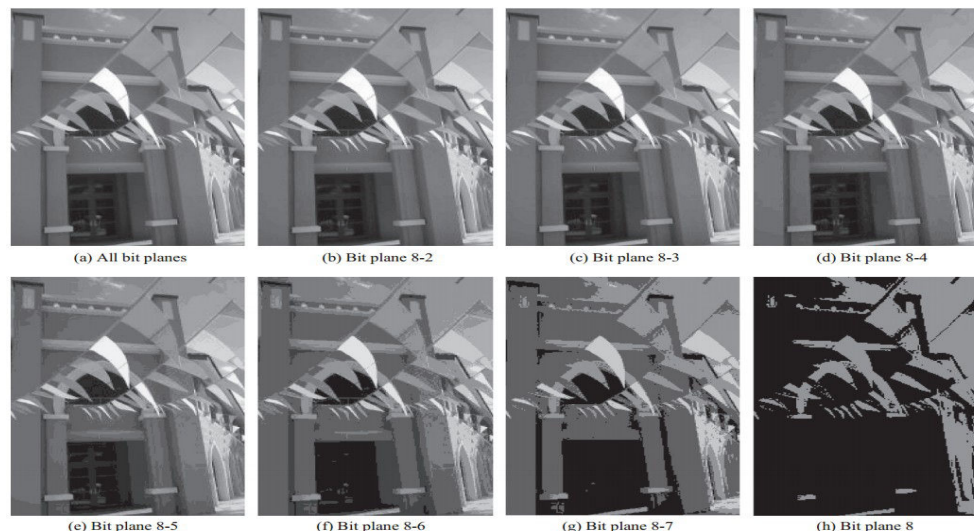 (a) All bit planes
(b) Bit plane 8-2
(c) Bit plane 8-3
(d) Bit plane 8-4
(e) Bit plane 8-5
(f) Bit plane 8-6
(g) Bit plane 8-7
(h) Bit plane 8